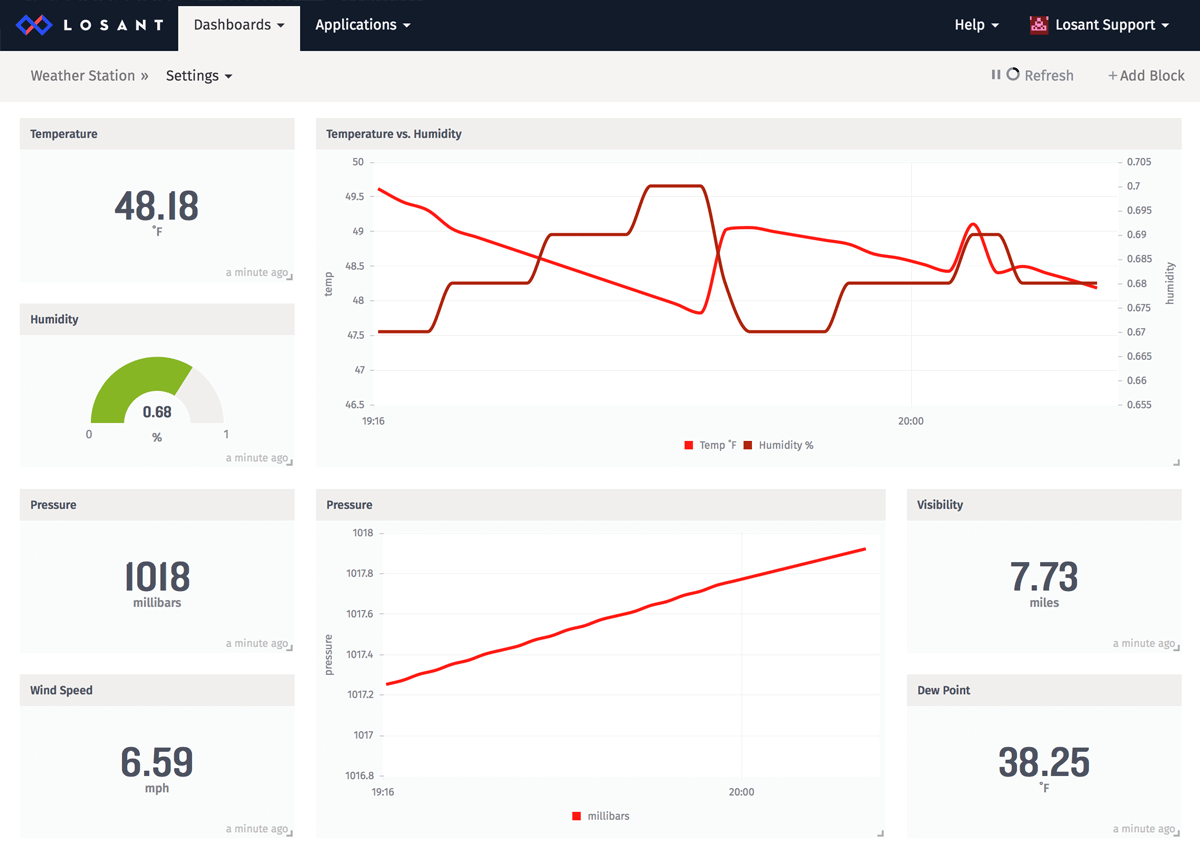 LOSANT Dashboards Applications Help Losant Support
Weather Station » Settings Refresh + Add Block
Temperature
48.18
°F
a minute ago
Temperature vs. Humidity
50
49.5
49
48.5
48
47.5
47
46.5
temp
0.705
0.7
0.695
0.69
0.685
0.68
0.675
0.67
0.665
0.66
0.655
humidity
19:16 20:00
Temp °F Humidity %
Humidity
0.68
0 % 1
a minute ago
Pressure
1018
millibars
a minute ago
Pressure
1018
1017.8
1017.6
1017.4
1017.2
1017
1016.8
pressure
19:16 20:00
millibars
Visibility
7.73
miles
a minute ago
Wind Speed
6.59
mph
a minute ago
Dew Point
38.25
°F
a minute ago